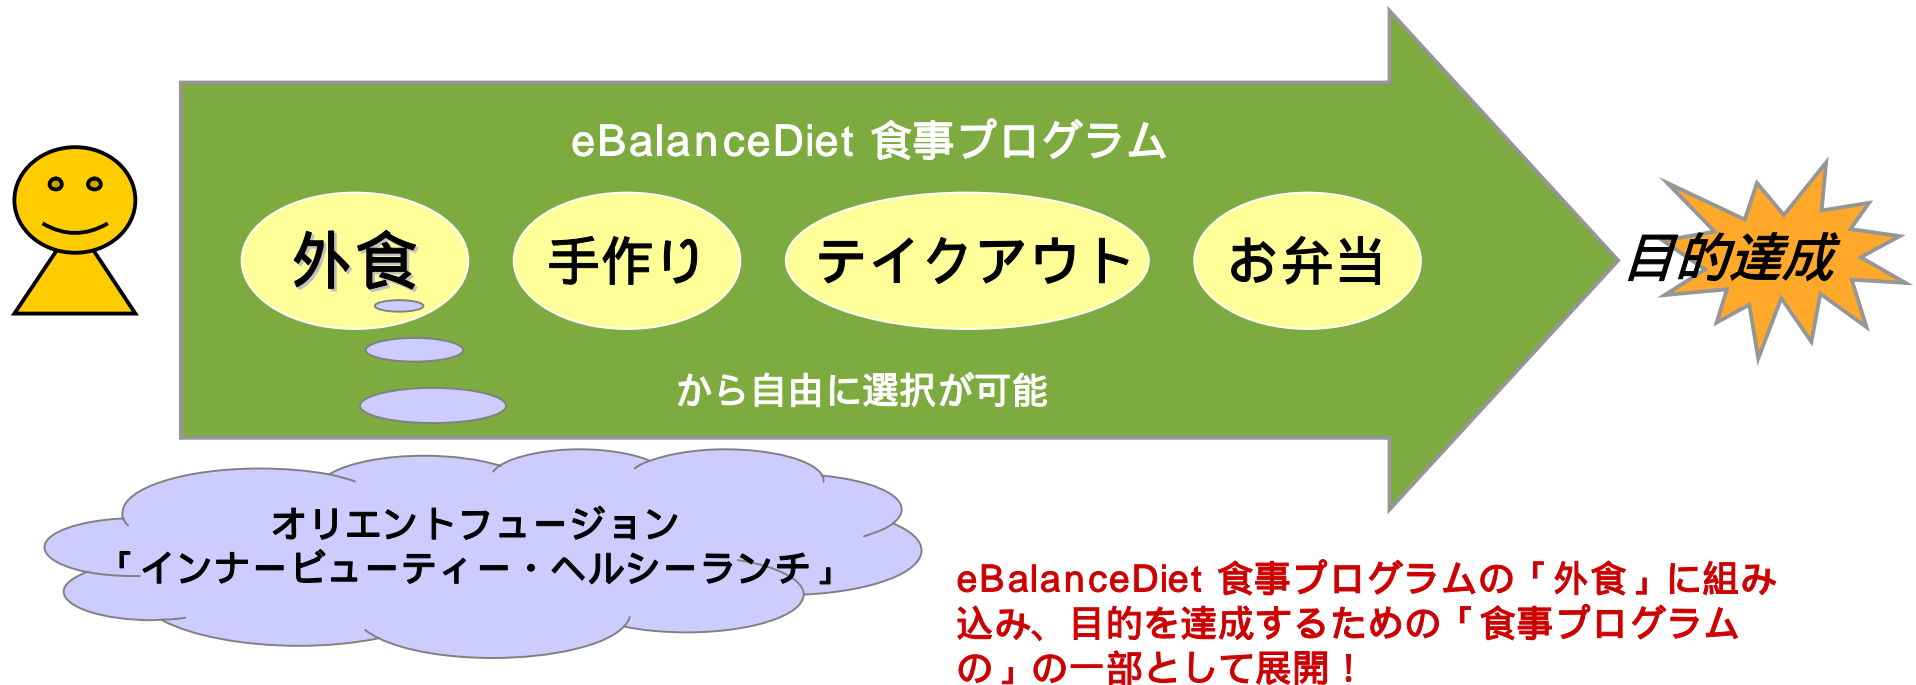 eBalanceDiet 食事プログラム
外食
手作り
テイクアウト
お弁当
目的達成
から自由に選択が可能
オリエントフュージョン
「インナービューティー・ヘルシーランチ」
eBalanceDiet 食事プログラムの「外食」に組み
込み、目的を達成するための「食事プログラム
の」の一部として展開！